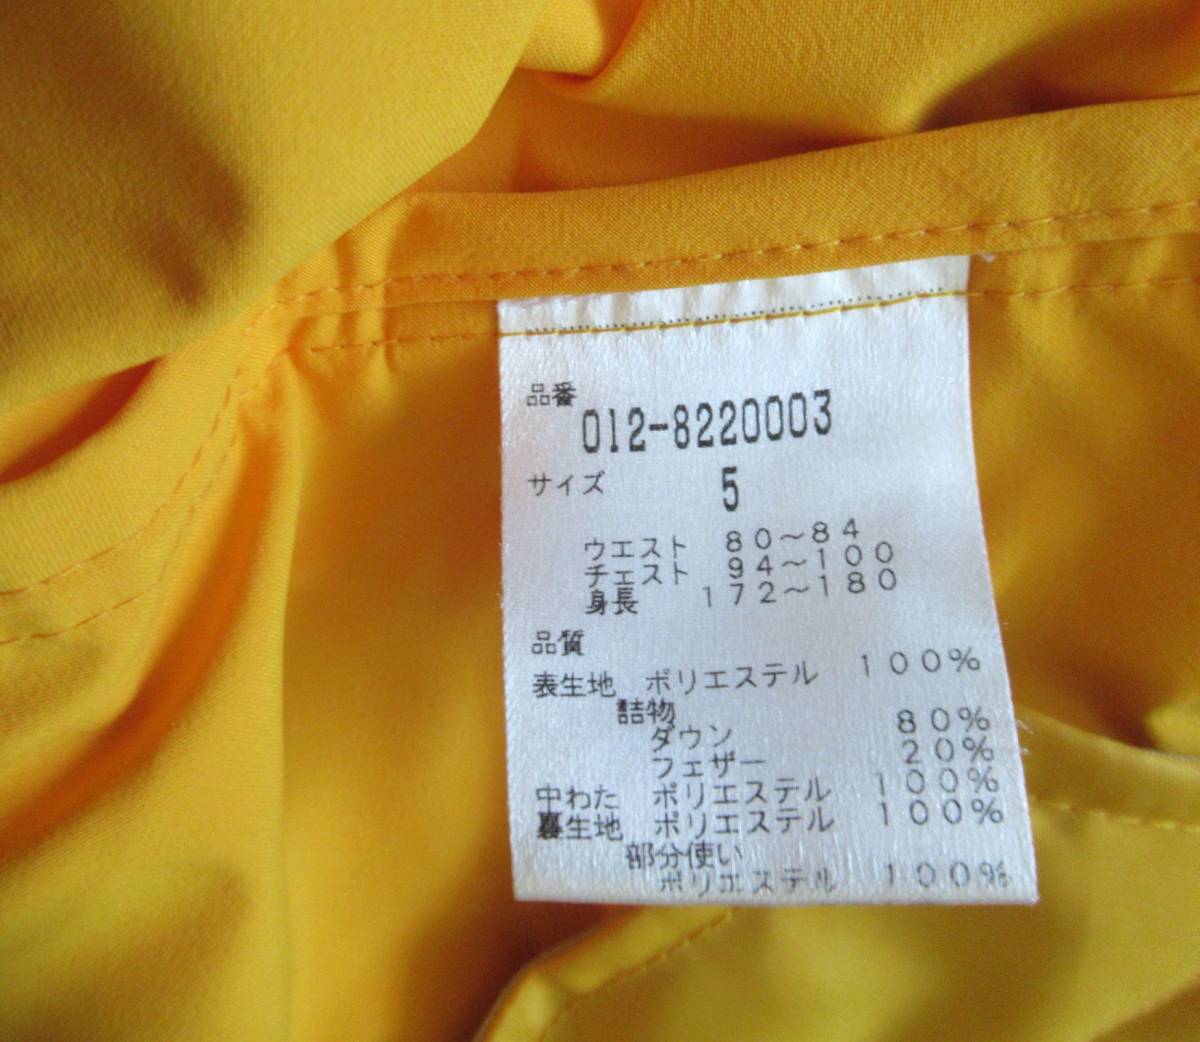 品番
012-8220003
サイズ 5
ウエスト 80～84
チェスト 94～100
身長 172～180
品質
表生地 ポリエステル 100%
詰物
ダウン 80%
フェザー 20%
中わた ポリエステル 100%
裏生地 ポリエステル 100%
部分使い
ポリエステル 100%